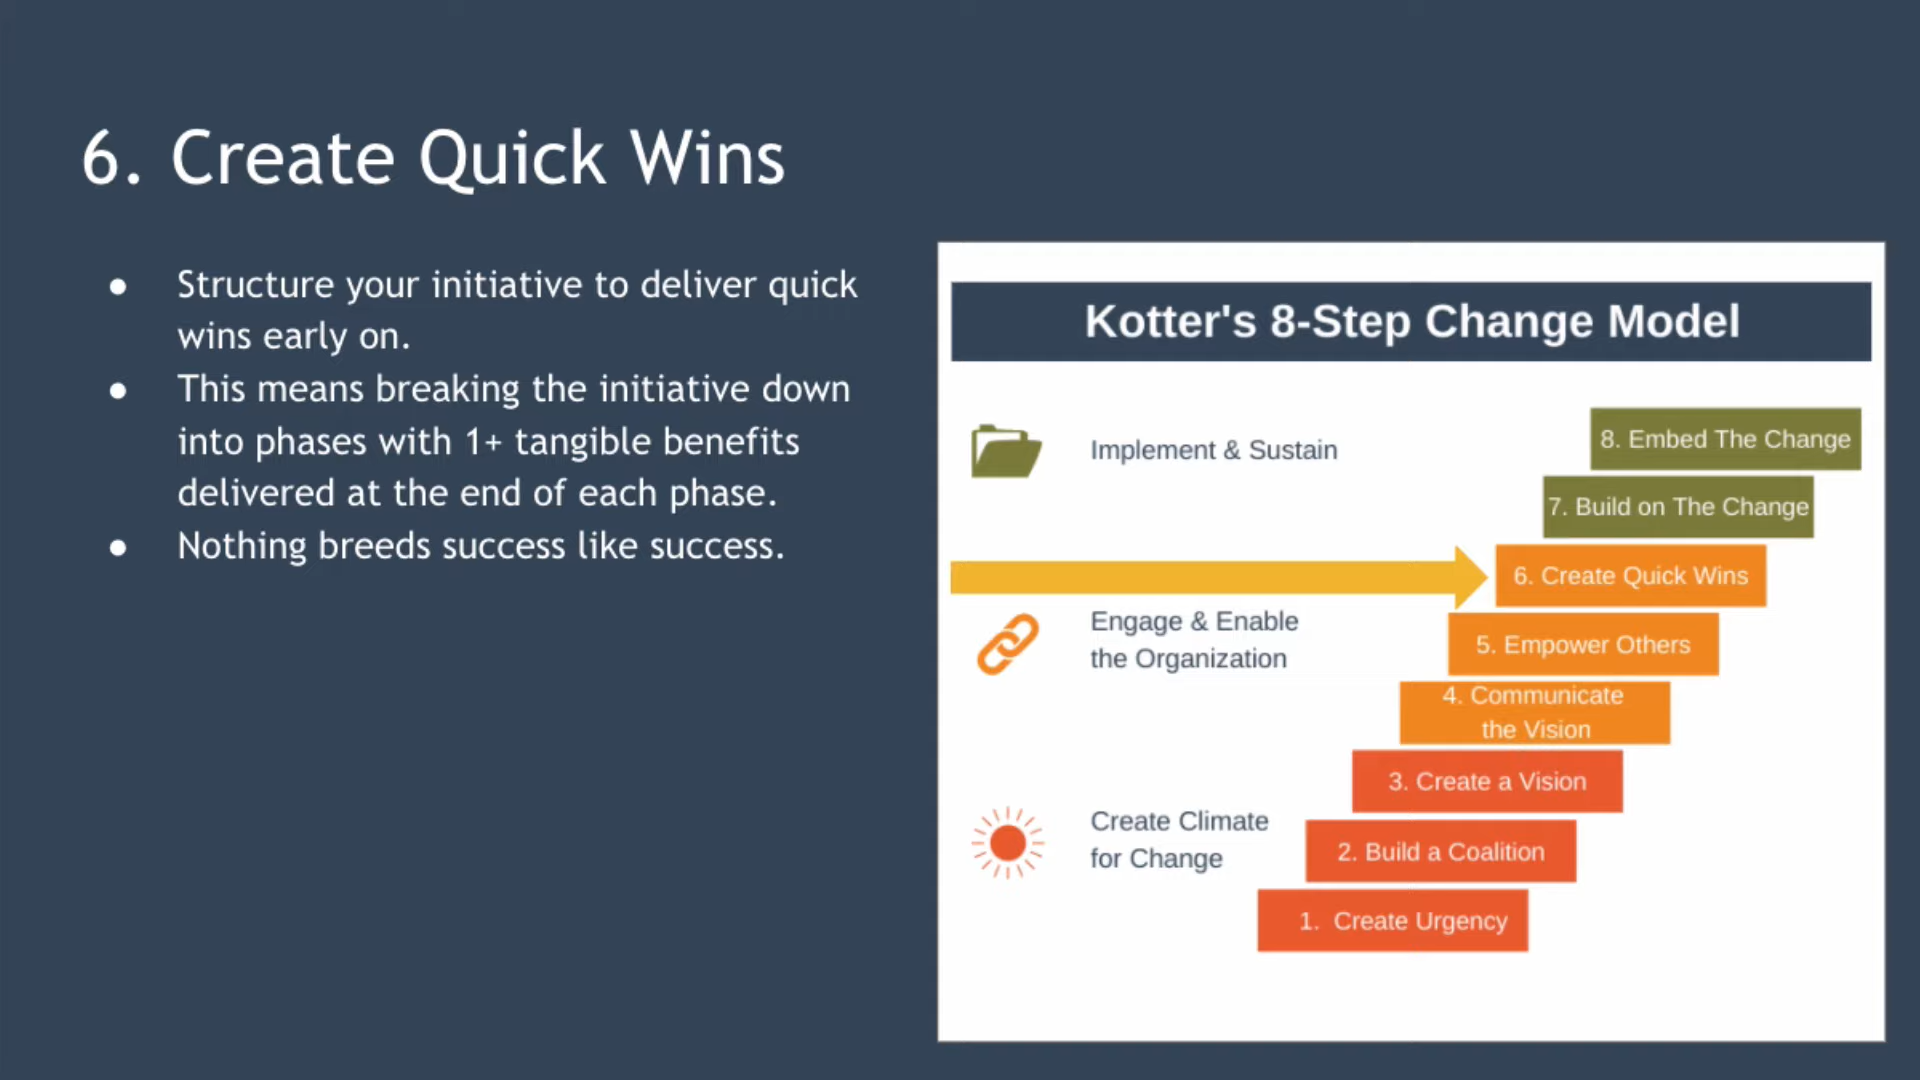 6. Create Quick Wins
● Structure your initiative to deliver quick
wins early on.
● This means breaking the initiative down
into phases with 1+ tangible benefits
delivered at the end of each phase.
● Nothing breeds success like success.
Kotter's 8-Step Change Model
Implement & Sustain
8. Embed The Change
7. Build on The Change
6. Create Quick Wins
Engage & Enable
the Organization
5. Empower Others
4. Communicate
the Vision
3. Create a Vision
Create Climate
for Change
2. Build a Coalition
1. Create Urgency